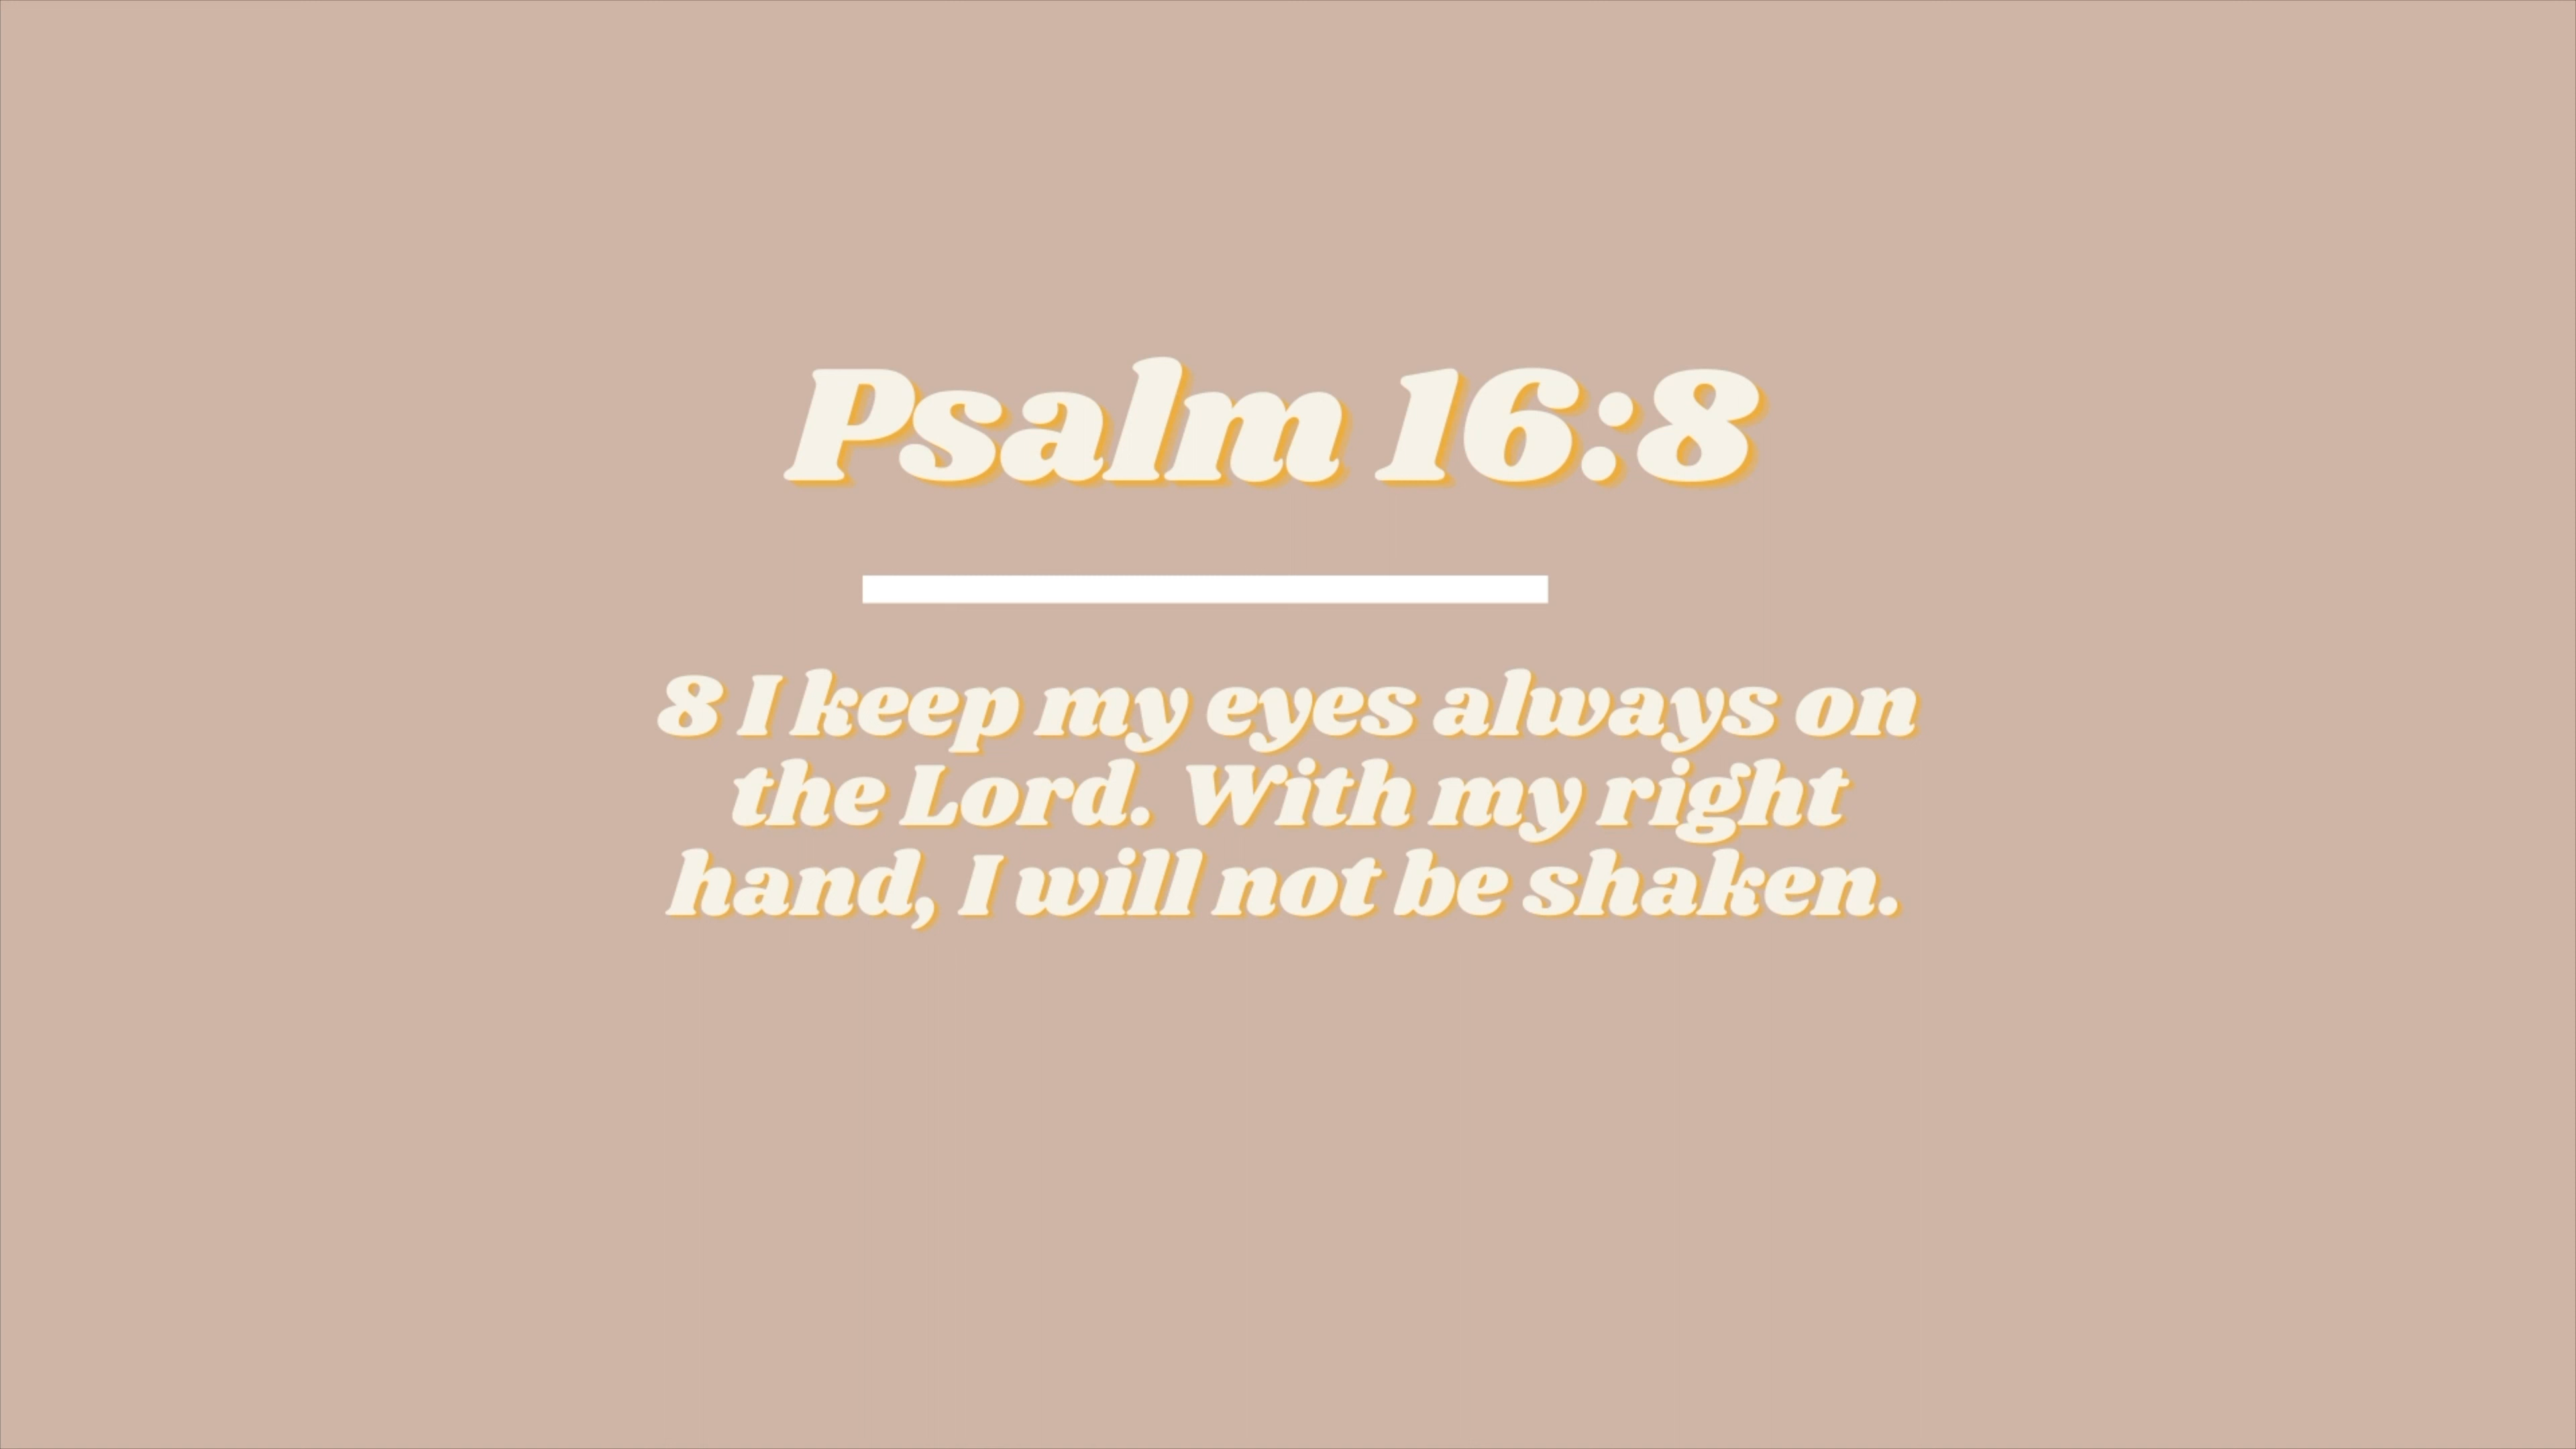 Psalm 16:8
8 I keep my eyes always on
the Lord. With my right
hand, I will not be shaken.